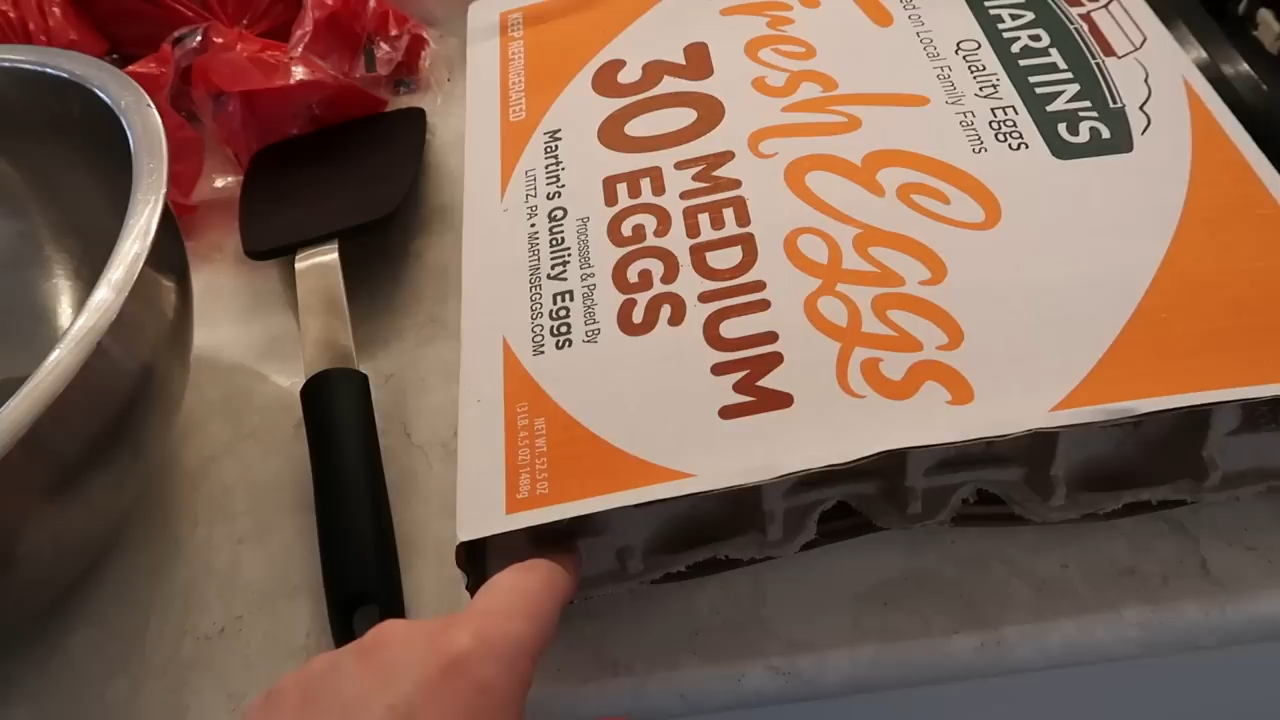 MARTIN'S
Quality Eggs
on Local Family Farms
Fresh
Eggs
30 MEDIUM
EGGS
Processed & Packed By
Martin's Quality Eggs
LITITZ, PA • MARTINSEGGS.COM
KEEP REFRIGERATED
NET WT. 52.5 OZ
(3 LB. 4.5 OZ) 1488g